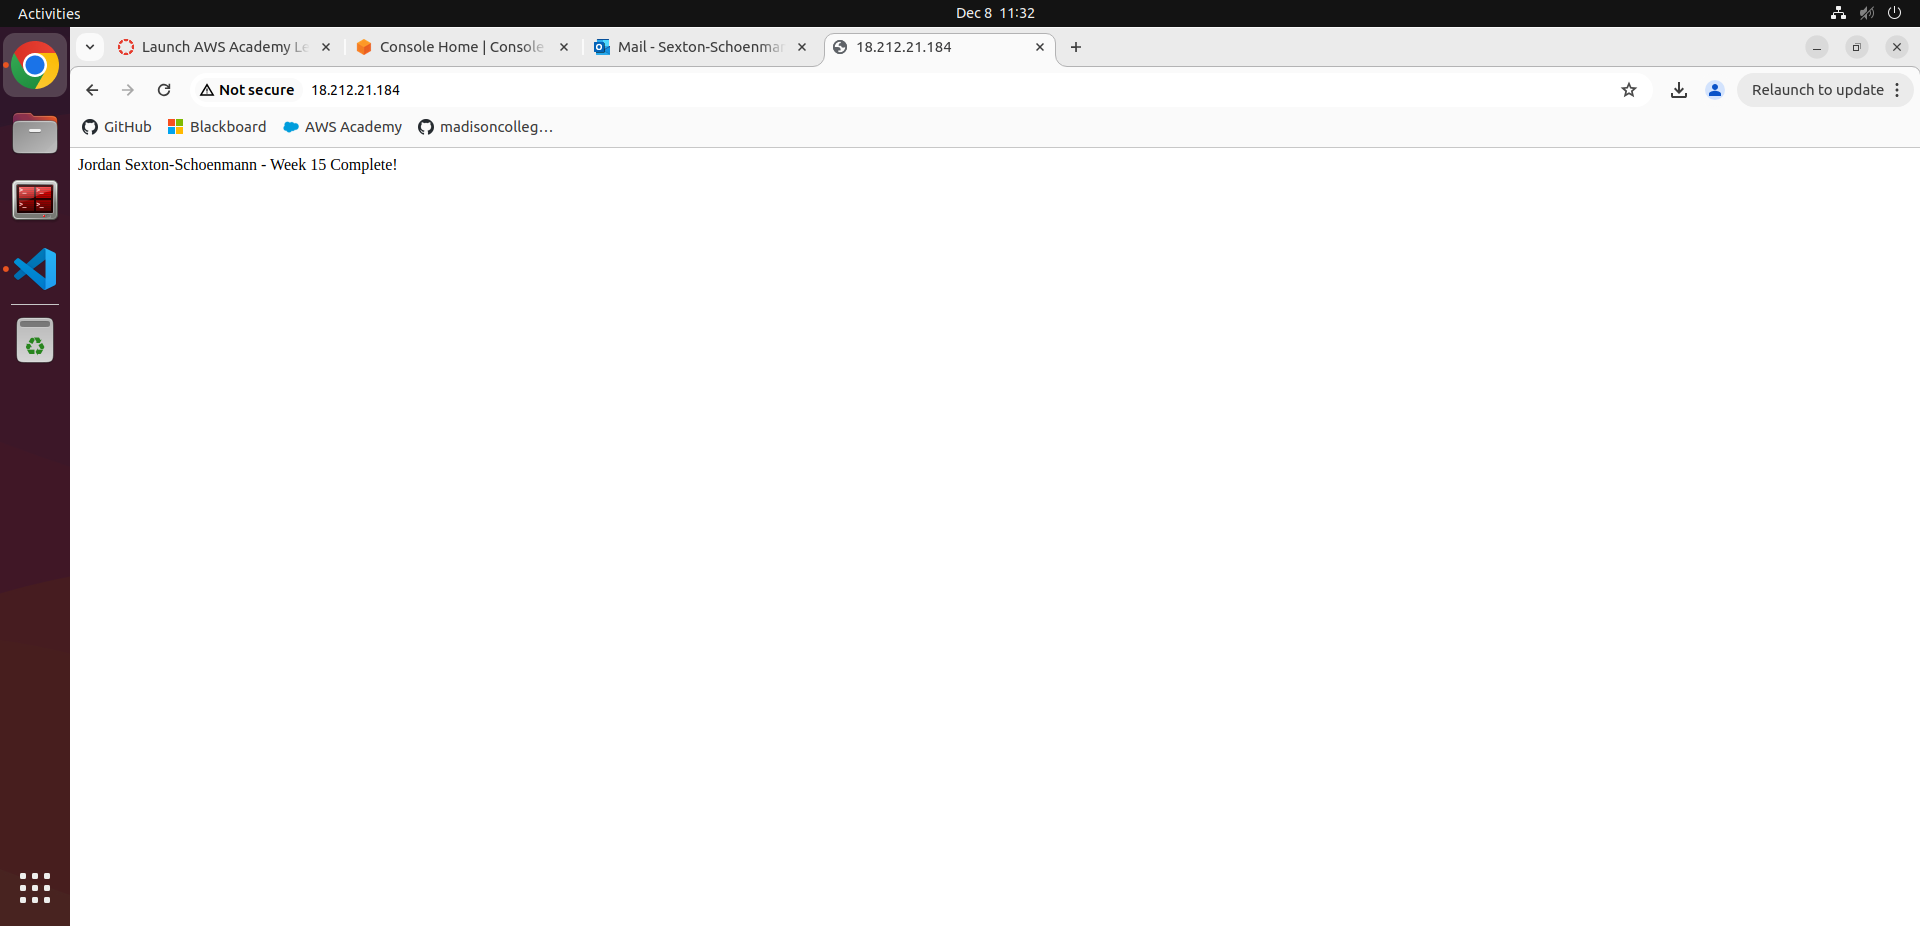 Activities
Dec 8 11:32
Launch AWS Academy Le
Console Home | Console
Mail - Sexton-Schoenmar
18.212.21.184
Not secure
18.212.21.184
Relaunch to update
GitHub
Blackboard
AWS Academy
madisoncolleg…
Jordan Sexton-Schoenmann - Week 15 Complete!